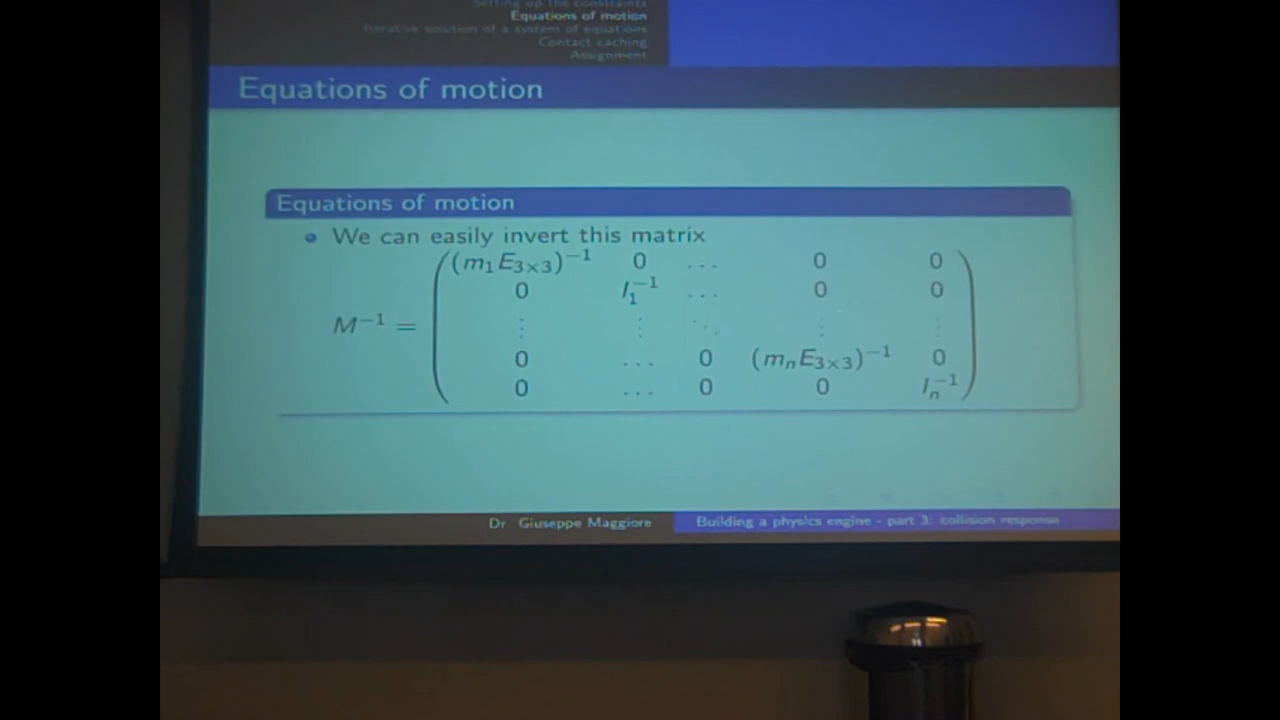 Setting up the constraints
Equations of motion
Iterative solution of a system of equations
Contact caching
Assignment
Equations of motion
Equations of motion
We can easily invert this matrix
(m₁E₃ₓ₃)⁻¹ 0 ... 0 0
0 I₁⁻¹ ... 0 0
M⁻¹ = ⋮ ⋮ ⋱ ⋮ ⋮
0 ... 0 (mₙE₃ₓ₃)⁻¹ 0
0 ... 0 0 Iₙ⁻¹
Dr Giuseppe Maggiore Building a physics engine - part 3: collision response